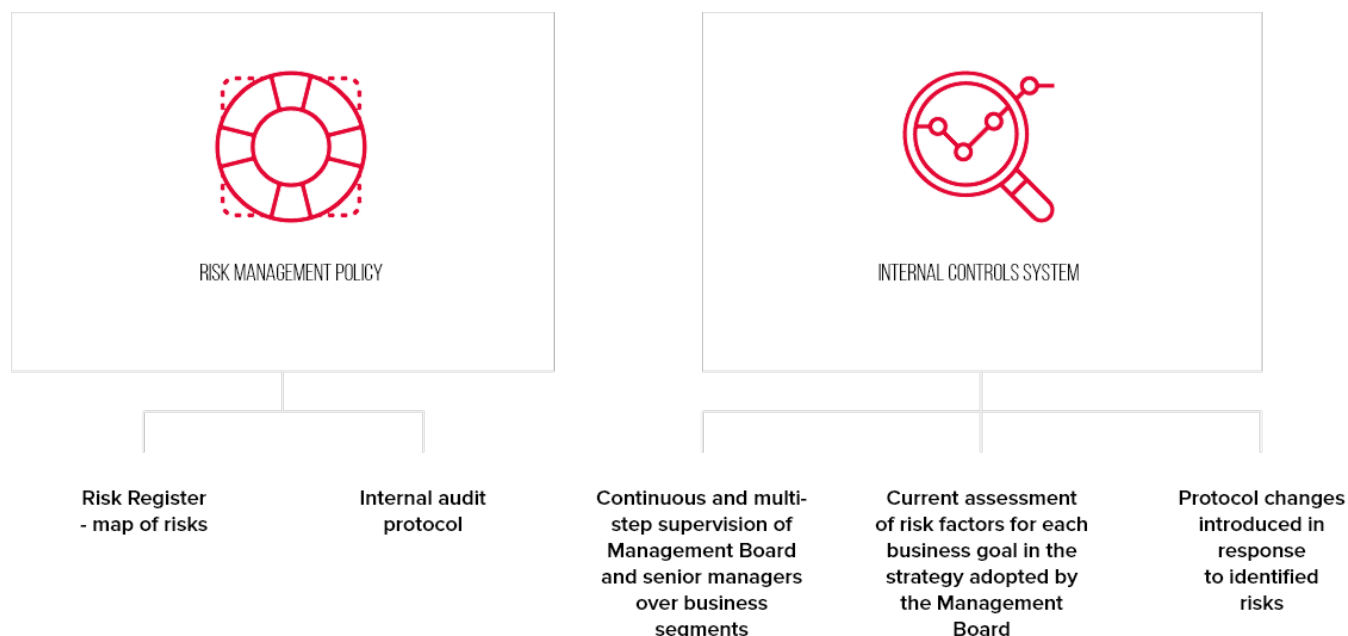 RISK MANAGEMENT POLICY
INTERNAL CONTROLS SYSTEM
Risk Register
- map of risks
Internal audit
protocol
Continuous and multi-
step supervision of
Management Board
and senior managers
over business
segments
Current assessment
of risk factors for each
business goal in the
strategy adopted by
the Management
Board
Protocol changes
introduced in
response
to identified
risks